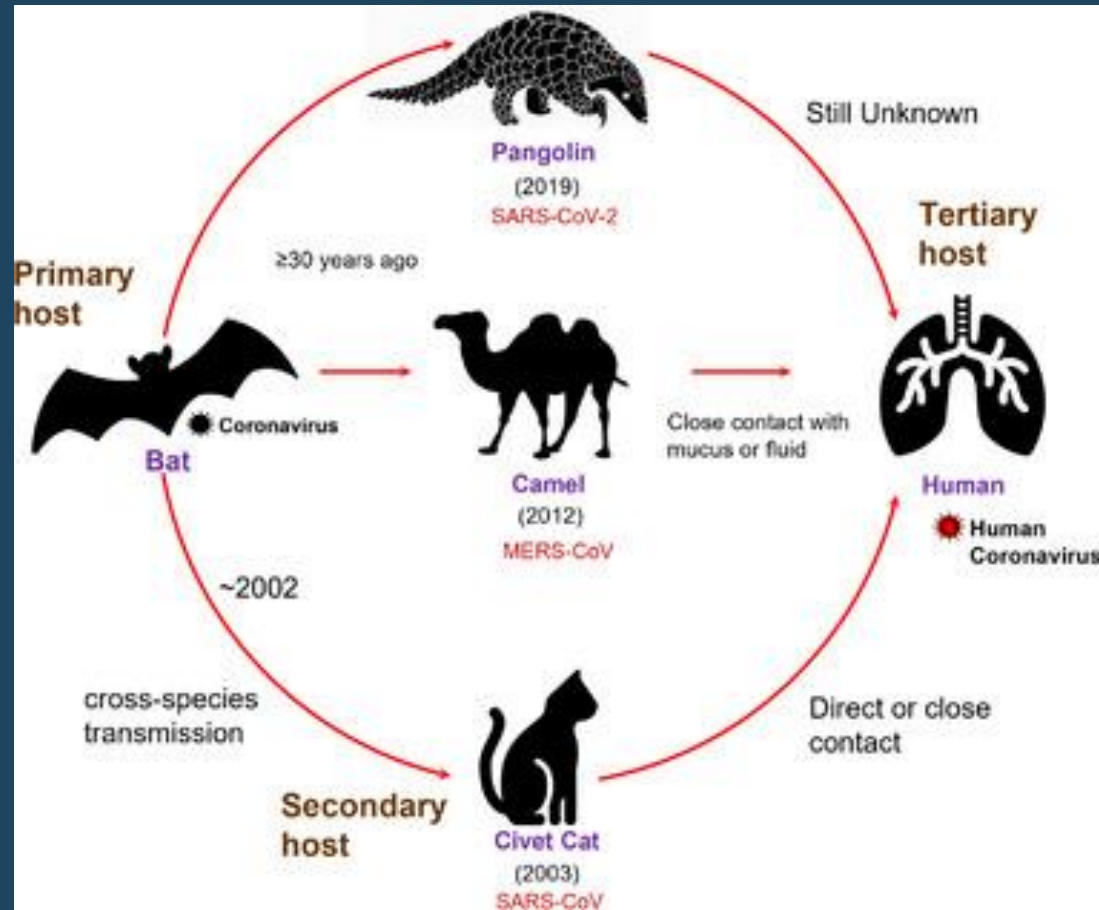 Still Unknown
Pangolin
(2019)
SARS-CoV-2
Tertiary
host
≥30 years ago
Primary
host
Coronavirus
Bat
Close contact with
mucus or fluid
Camel
(2012)
MERS-CoV
Human
Human
Coronavirus
~2002
cross-species
transmission
Direct or close
contact
Secondary
host
Civet Cat
(2003)
SARS-CoV